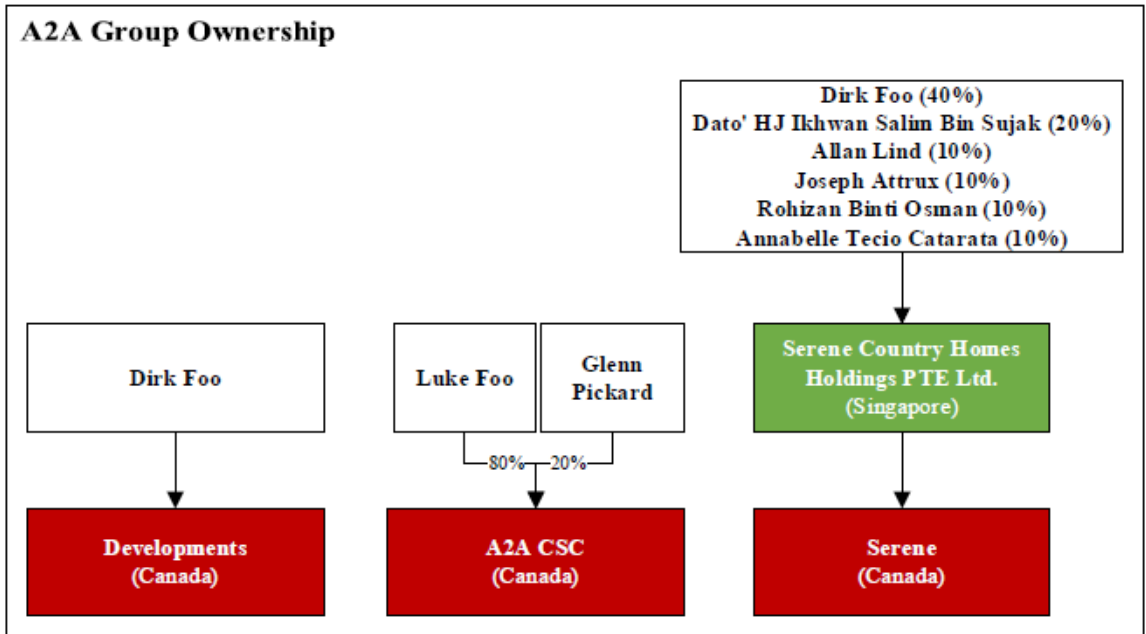 A2A Group Ownership
Dirk Foo (40%)
Dato' HJ Ikhwan Salim Bin Sujak (20%)
Allan Lind (10%)
Joseph Attrux (10%)
Rohizan Binti Osman (10%)
Annabelle Tecio Catarata (10%)
Dirk Foo
Luke Foo
Glenn
Pickard
Serene Country Homes
Holdings PTE Ltd.
(Singapore)
80%
20%
Developments
(Canada)
A2A CSC
(Canada)
Serene
(Canada)